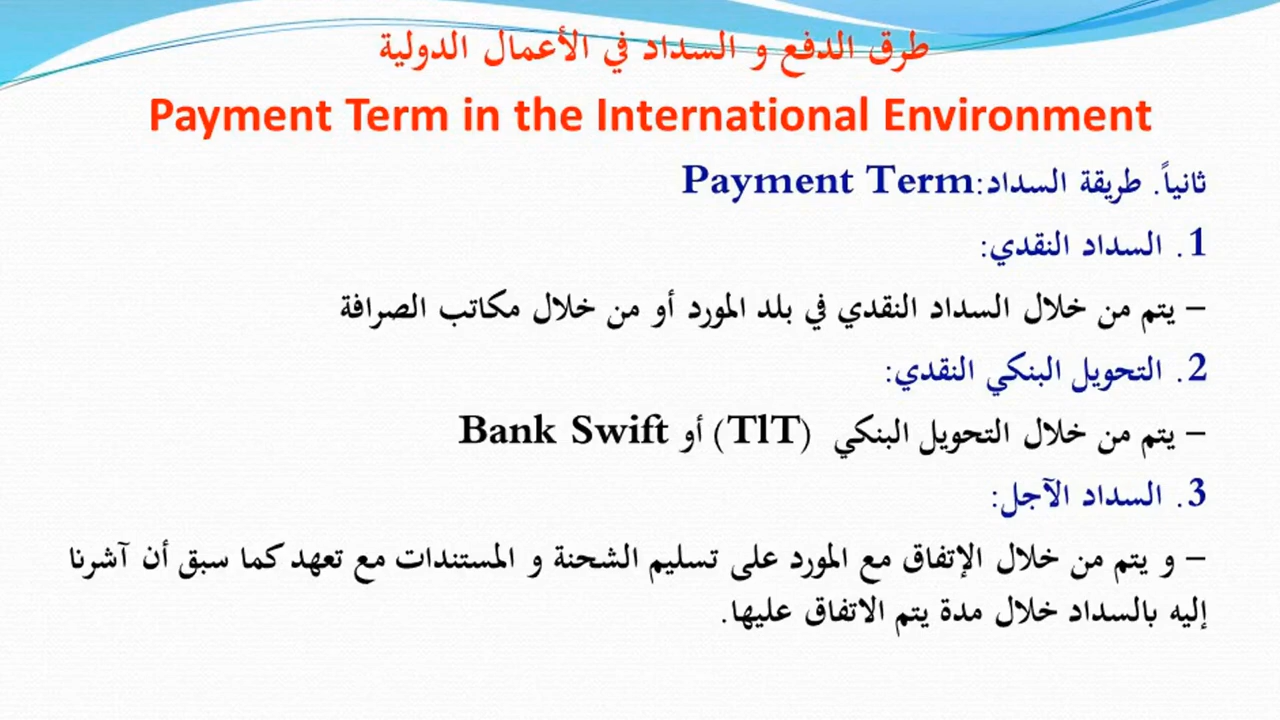 طرق الدفع و السداد في الأعمال الدولية
Payment Term in the International Environment
ثانياً. طريقة السداد:Payment Term
1. السداد النقدي:
– يتم من خلال السداد النقدي في بلد المورد أو من خلال مكاتب الصرافة
2. التحويل البنكي النقدي:
– يتم من خلال التحويل البنكي (TlT) أو Bank Swift
3. السداد الآجل:
– و يتم من خلال الإتفاق مع المورد على تسليم الشحنة و المستندات مع تعهد كما سبق أن آشرنا
إليه بالسداد خلال مدة يتم الاتفاق عليها.